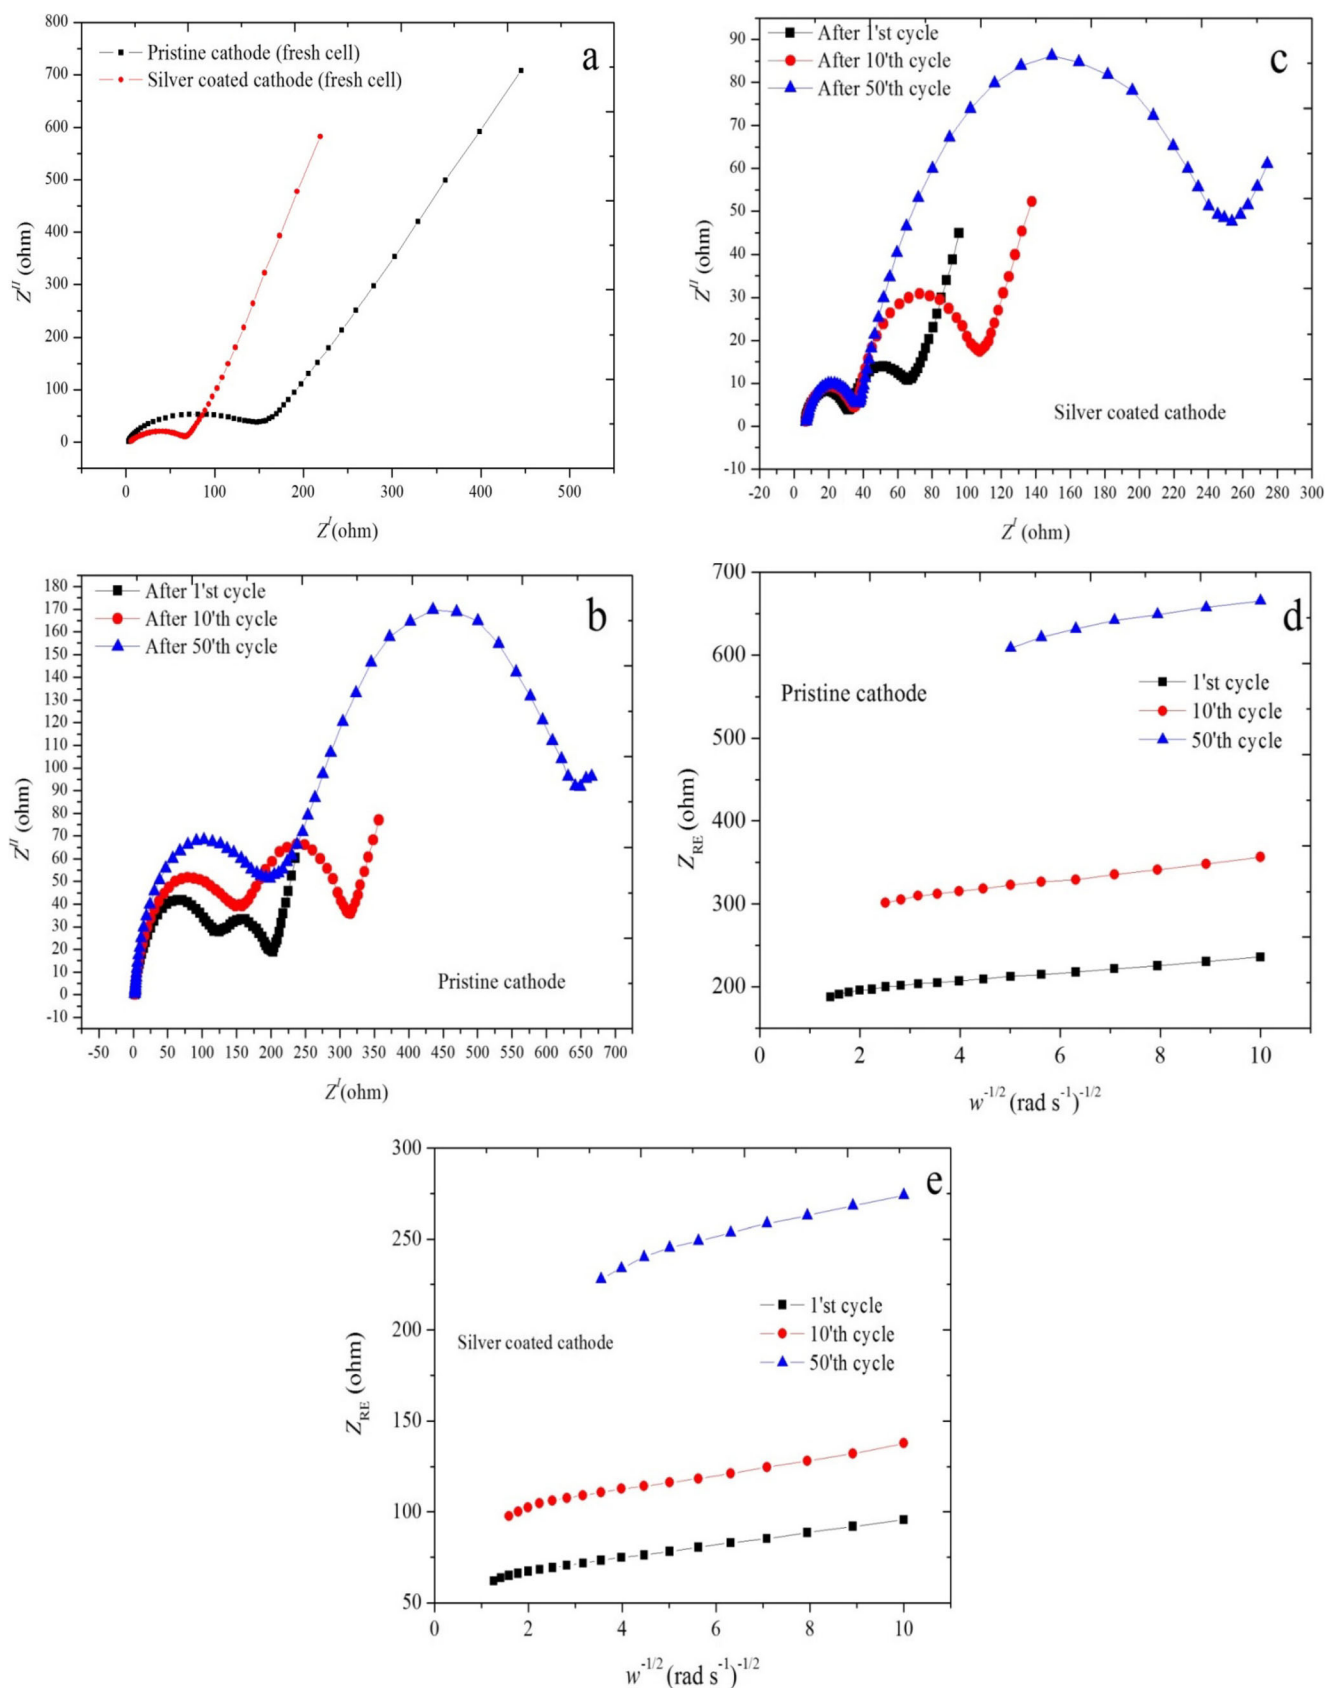 a
Pristine cathode (fresh cell)
Silver coated cathode (fresh cell)
800
700
600
500
400
300
200
100
0
Z^II (ohm)
0 100 200 300 400 500
Z^I (ohm)
c
After 1'st cycle
After 10'th cycle
After 50'th cycle
90
80
70
60
50
40
30
20
10
0
-10
Z^II (ohm)
Silver coated cathode
-20 0 20 40 60 80 100 120 140 160 180 200 220 240 260 280 300
Z^I (ohm)
b
After 1'st cycle
After 10'th cycle
After 50'th cycle
180
170
160
150
140
130
120
110
100
90
80
70
60
50
40
30
20
10
0
-10
Z^II (ohm)
Pristine cathode
-50 0 50 100 150 200 250 300 350 400 450 500 550 600 650 700
Z^I (ohm)
d
700
600
500
400
300
200
Z_RE (ohm)
Pristine cathode
1'st cycle
10'th cycle
50'th cycle
0 2 4 6 8 10
w^-1/2 (rad s^-1)^-1/2
e
300
250
200
150
100
50
Z_RE (ohm)
Silver coated cathode
1'st cycle
10'th cycle
50'th cycle
0 2 4 6 8 10
w^-1/2 (rad s^-1)^-1/2